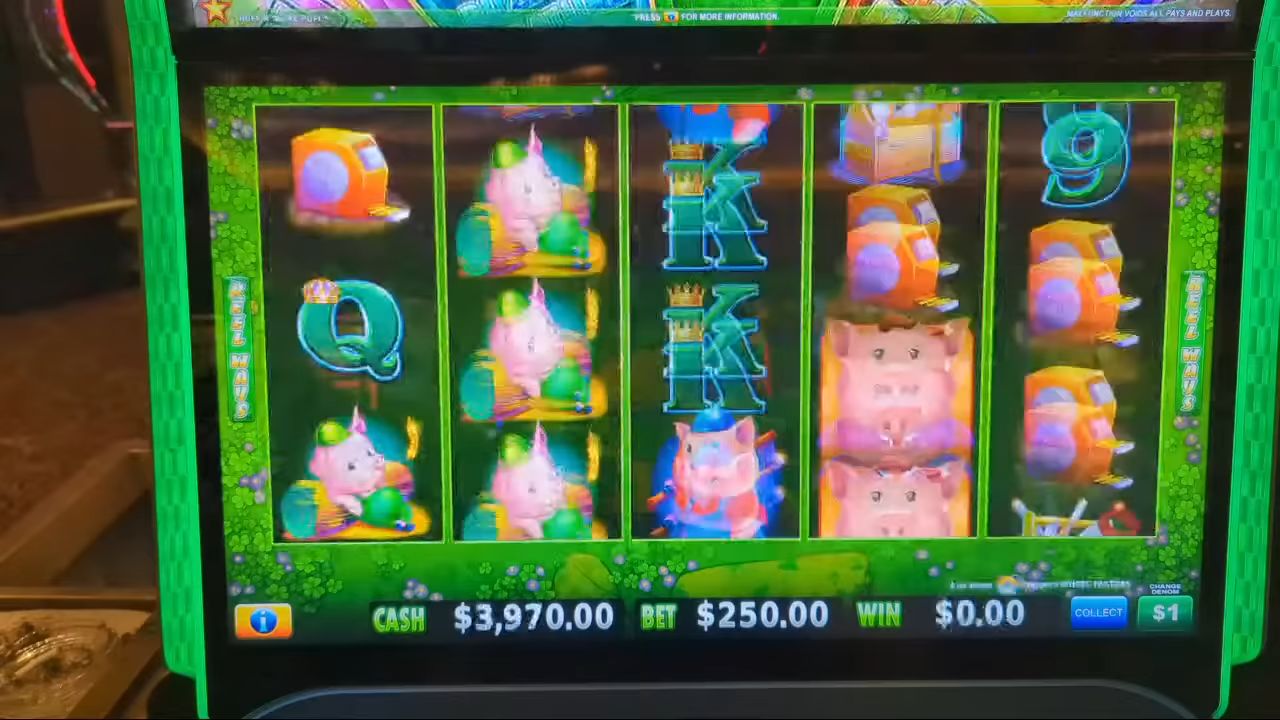 "PRESS i FOR MORE INFORMATION.
MALFUNCTION VOIDS ALL PAYS AND PLAYS.
K
K
9
Q
K
K
REEL WAYS
REEL WAYS
CASH $3,970.00 BET $250.00 WIN $0.00
COLLECT
CHANGE
DENOM
$1
i